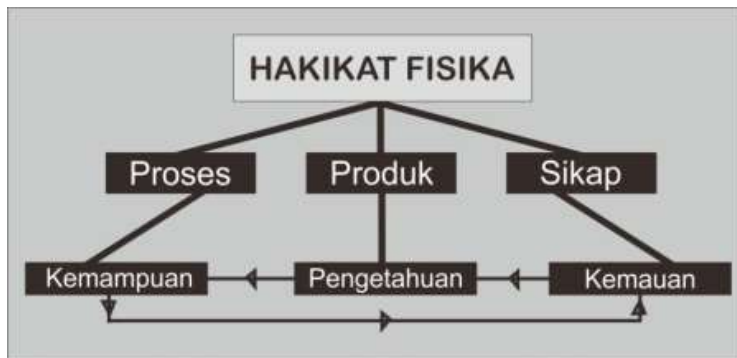 HAKIKAT FISIKA
Proses
Produk
Sikap
Kemampuan
Pengetahuan
Kemauan